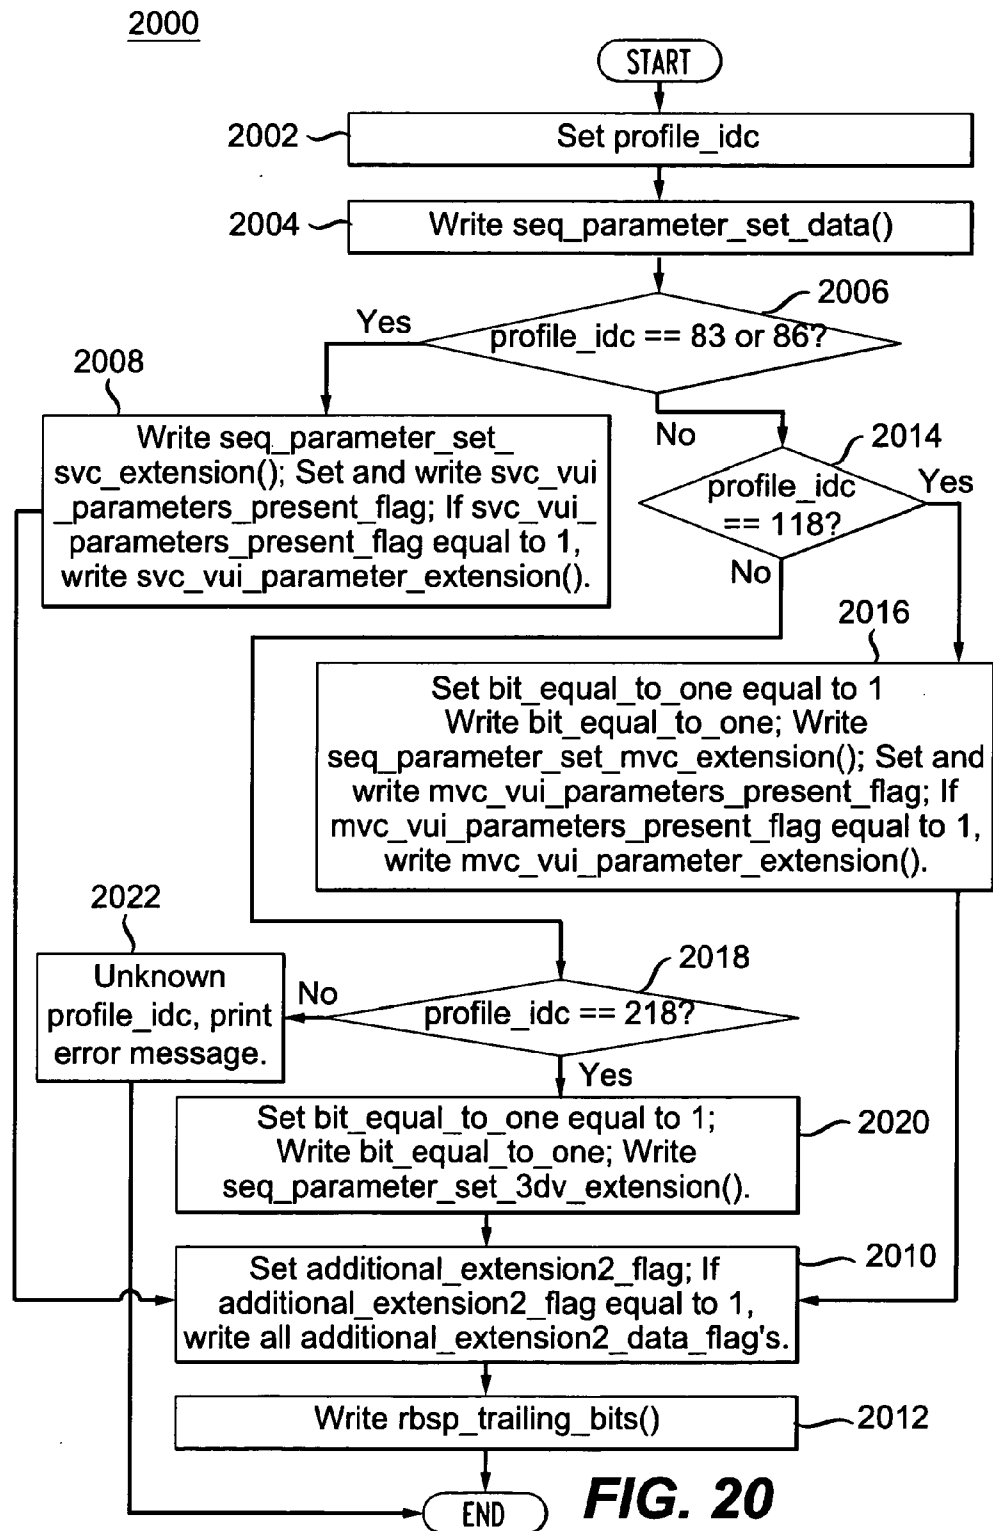 2000
START
2002
Set profile_idc
2004
Write seq_parameter_set_data()
2006
Yes
profile_idc == 83 or 86?
2008
No
Write seq_parameter_set_
svc_extension(); Set and write svc_vui
_parameters_present_flag; If svc_vui_
parameters_present_flag equal to 1,
write svc_vui_parameter_extension().
2014
profile_idc
== 118?
Yes
No
2016
Set bit_equal_to_one equal to 1
Write bit_equal_to_one; Write
seq_parameter_set_mvc_extension(); Set and
write mvc_vui_parameters_present_flag; If
mvc_vui_parameters_present_flag equal to 1,
write mvc_vui_parameter_extension().
2022
Unknown
profile_idc, print
error message.
No
2018
profile_idc == 218?
Yes
Set bit_equal_to_one equal to 1;
Write bit_equal_to_one; Write
seq_parameter_set_3dv_extension().
2020
Set additional_extension2_flag; If
additional_extension2_flag equal to 1,
write all additional_extension2_data_flag's.
2010
Write rbsp_trailing_bits()
2012
END
FIG. 20